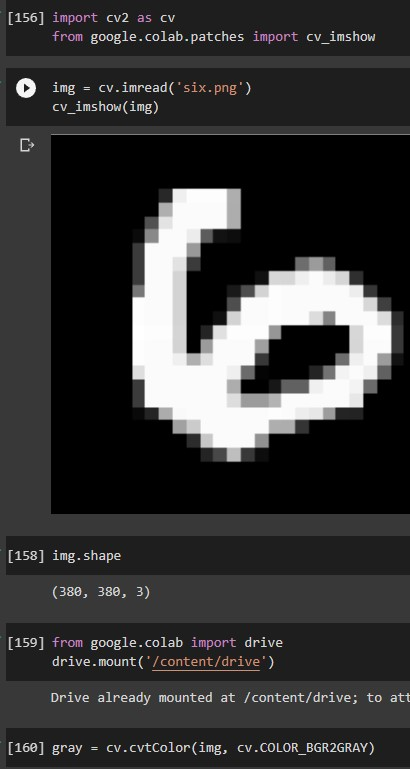 [156] import cv2 as cv
from google.colab.patches import cv_imshow
img = cv.imread('six.png')
cv_imshow(img)
[158] img.shape
(380, 380, 3)
[159] from google.colab import drive
drive.mount('/content/drive')
Drive already mounted at /content/drive; to att
[160] gray = cv.cvtColor(img, cv.COLOR_BGR2GRAY)